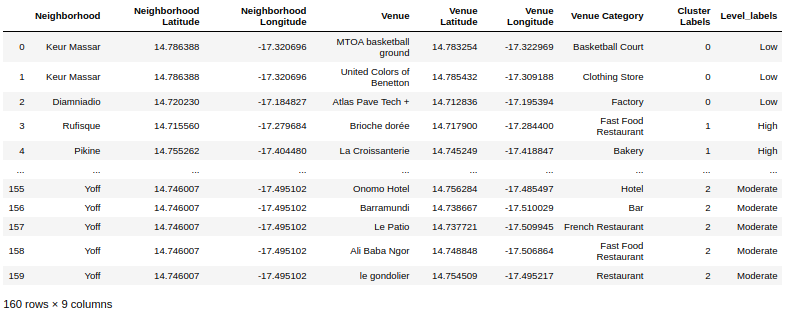 Neighborhood Neighborhood Latitude Neighborhood Longitude Venue Venue Latitude Venue Longitude Venue Category Cluster Labels Level_labels
0 Keur Massar 14.786388 -17.320696 MTOA basketball ground 14.783254 -17.322969 Basketball Court 0 Low
1 Keur Massar 14.786388 -17.320696 United Colors of Benetton 14.785432 -17.309188 Clothing Store 0 Low
2 Diamniadio 14.720230 -17.184827 Atlas Pave Tech + 14.712836 -17.195394 Factory 0 Low
3 Rufisque 14.715560 -17.279684 Brioche dorée 14.717900 -17.284400 Fast Food Restaurant 1 High
4 Pikine 14.755262 -17.404480 La Croissanterie 14.745249 -17.418847 Bakery 1 High
... ... ... ... ... ... ... ... ... ...
155 Yoff 14.746007 -17.495102 Onomo Hotel 14.756284 -17.485497 Hotel 2 Moderate
156 Yoff 14.746007 -17.495102 Barramundi 14.738667 -17.510029 Bar 2 Moderate
157 Yoff 14.746007 -17.495102 Le Patio 14.737721 -17.509945 French Restaurant 2 Moderate
158 Yoff 14.746007 -17.495102 Ali Baba Ngor 14.748848 -17.506864 Fast Food Restaurant 2 Moderate
159 Yoff 14.746007 -17.495102 le gondolier 14.754509 -17.495217 Restaurant 2 Moderate
160 rows × 9 columns